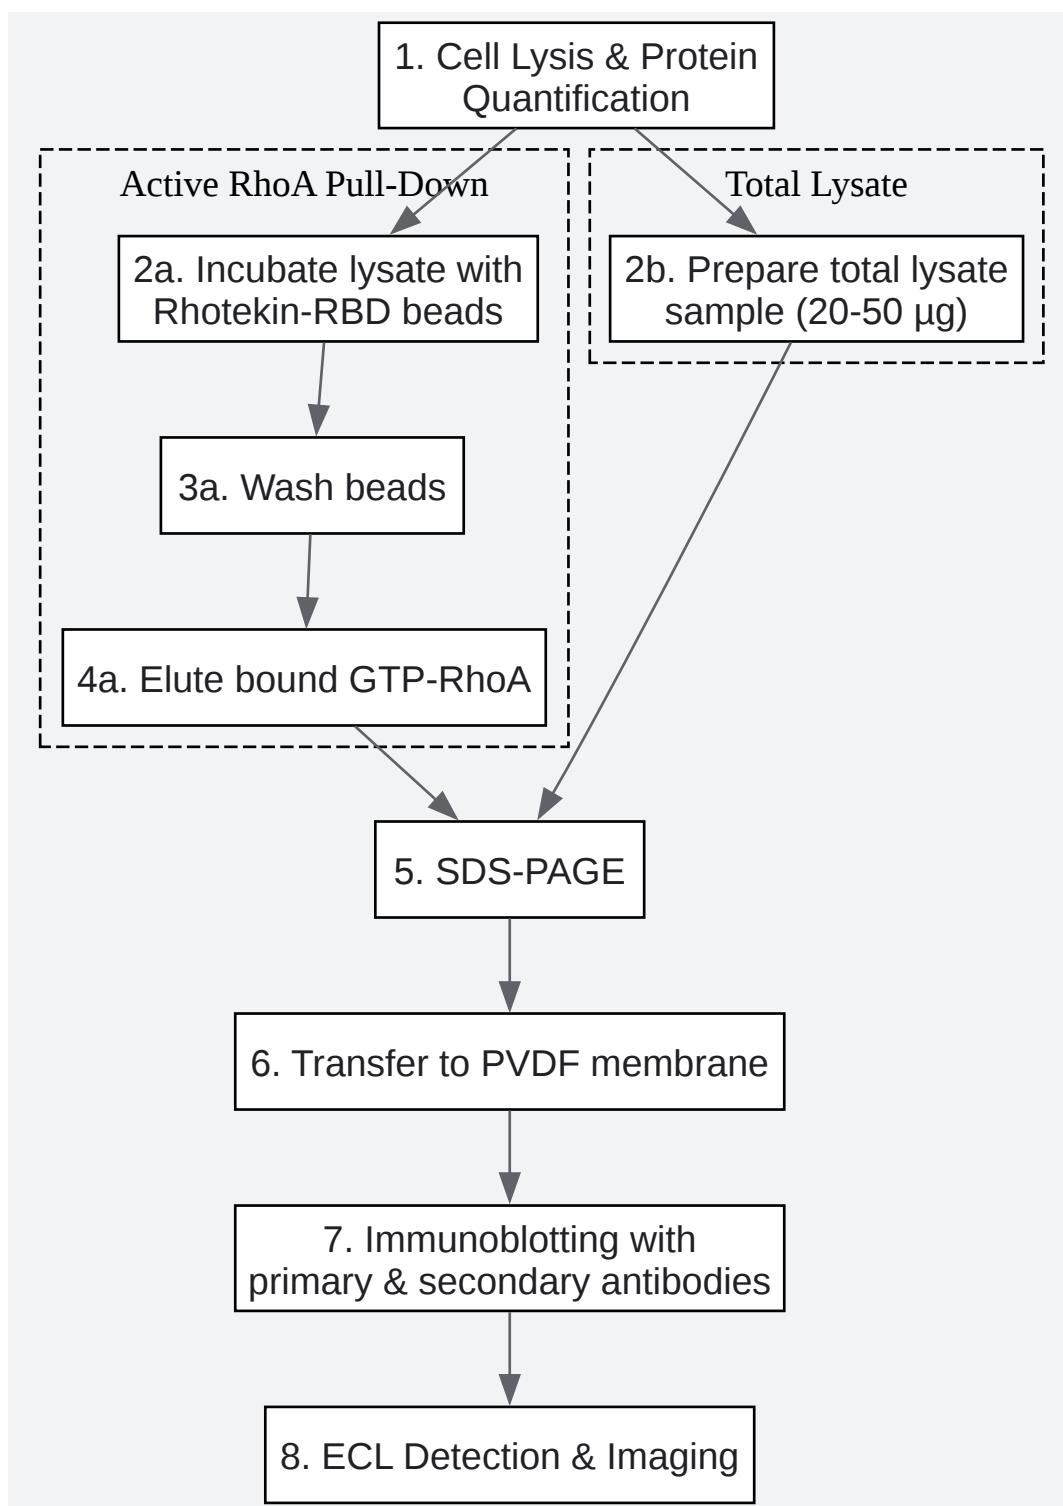 1. Cell Lysis & Protein
Quantification
Active RhoA Pull-Down
Total Lysate
2a. Incubate lysate with
Rhotekin-RBD beads
2b. Prepare total lysate
sample (20-50 µg)
3a. Wash beads
4a. Elute bound GTP-RhoA
5. SDS-PAGE
6. Transfer to PVDF membrane
7. Immunoblotting with
primary & secondary antibodies
8. ECL Detection & Imaging